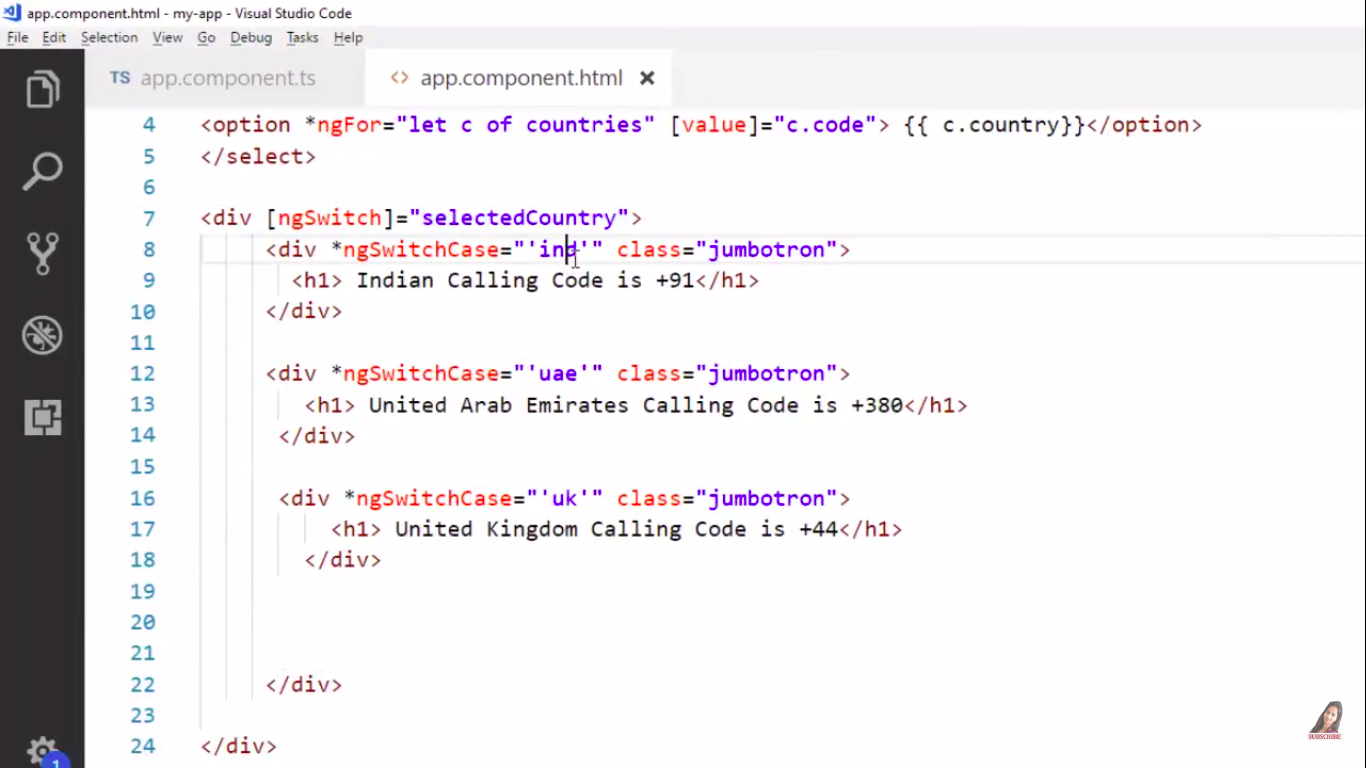 app.component.html - my-app - Visual Studio Code
File Edit Selection View Go Debug Tasks Help
TS app.component.ts <> app.component.html ×
4 <option *ngFor="let c of countries" [value]="c.code"> {{ c.country}}</option>
5 </select>
6
7 <div [ngSwitch]="selectedCountry">
8 <div *ngSwitchCase="'ind'" class="jumbotron">
9 <h1> Indian Calling Code is +91</h1>
10 </div>
11
12 <div *ngSwitchCase="'uae'" class="jumbotron">
13 <h1> United Arab Emirates Calling Code is +380</h1>
14 </div>
15
16 <div *ngSwitchCase="'uk'" class="jumbotron">
17 <h1> United Kingdom Calling Code is +44</h1>
18 </div>
19
20
21
22 </div>
23
24 </div>
1
SUBSCRIBE